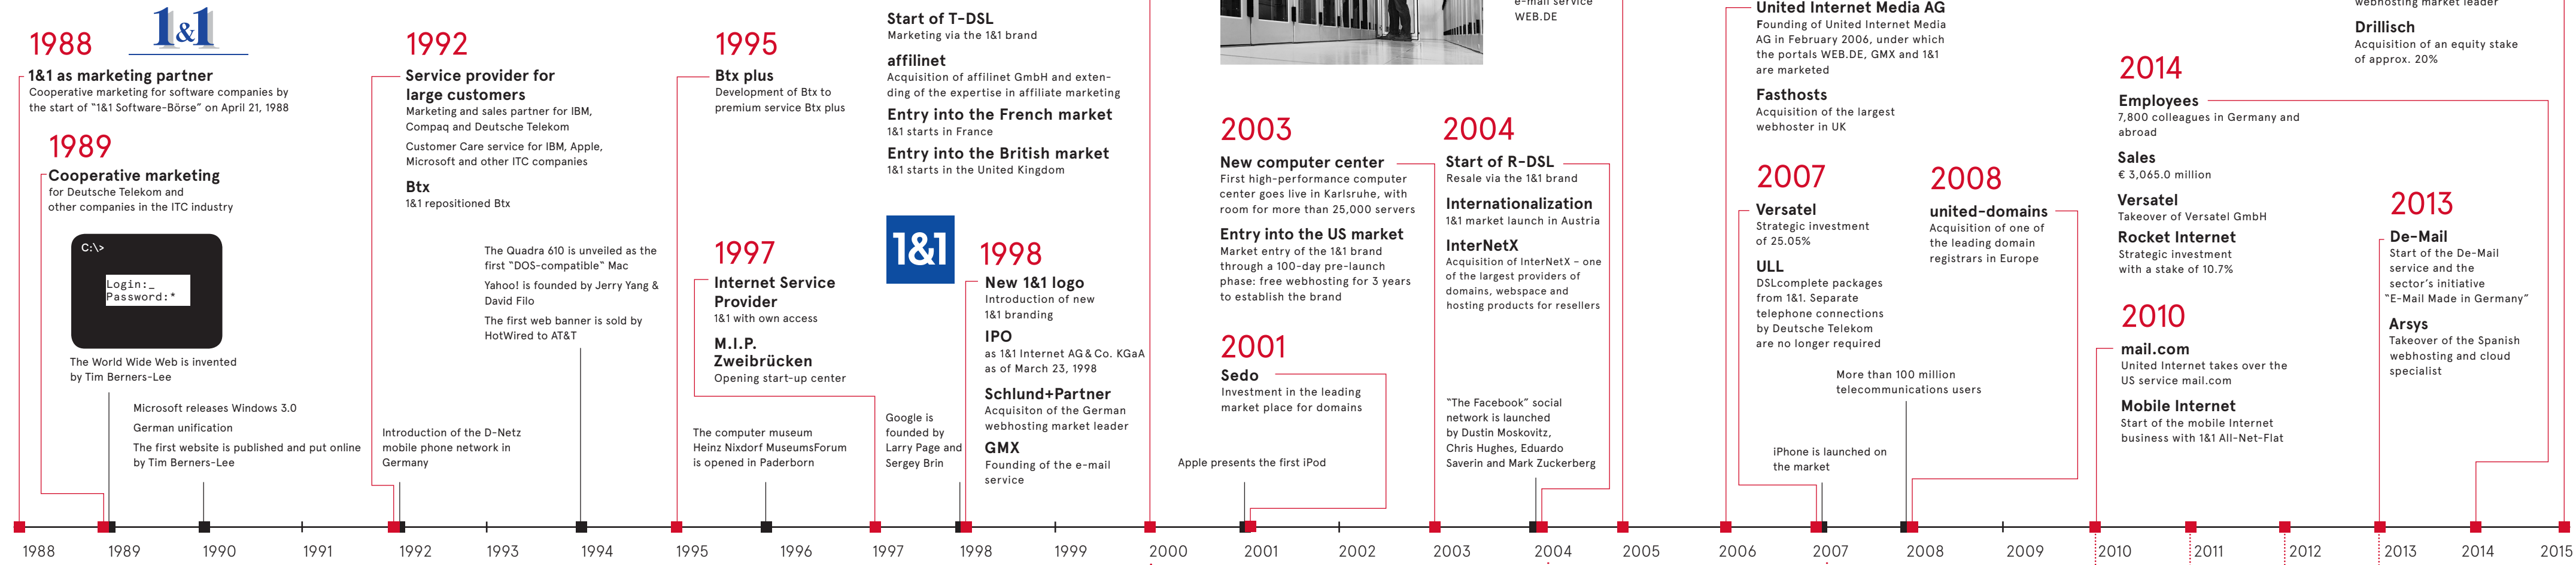 1&1
1988
1&1 as marketing partner
Cooperative marketing for software companies by
the start of “1&1 Software-Börse” on April 21, 1988
1989
Cooperative marketing
for Deutsche Telekom and
other companies in the ITC industry
C:\>
Login:_
Password:*
The World Wide Web is invented
by Tim Berners-Lee
Microsoft releases Windows 3.0
German unification
The first website is published and put online
by Tim Berners-Lee
1992
Service provider for
large customers
Marketing and sales partner for IBM,
Compaq and Deutsche Telekom
Customer Care service for IBM, Apple,
Microsoft and other ITC companies
Btx
1&1 repositioned Btx
The Quadra 610 is unveiled as the
first “DOS-compatible“ Mac
Yahoo! is founded by Jerry Yang &
David Filo
The first web banner is sold by
HotWired to AT&T
Introduction of the D-Netz
mobile phone network in
Germany
1995
Btx plus
Development of Btx to
premium service Btx plus
1997
Internet Service
Provider
1&1 with own access
M.I.P.
Zweibrücken
Opening start-up center
The computer museum
Heinz Nixdorf MuseumsForum
is opened in Paderborn
Start of T-DSL
Marketing via the 1&1 brand
affilinet
Acquisition of affilinet GmbH and exten-
ding of the expertise in affiliate marketing
Entry into the French market
1&1 starts in France
Entry into the British market
1&1 starts in the United Kingdom
1&1
1998
New 1&1 logo
Introduction of new
1&1 branding
IPO
as 1&1 Internet AG & Co. KGaA
as of March 23, 1998
Schlund+Partner
Acquisiton of the German
webhosting market leader
GMX
Founding of the e-mail
service
Google is
founded by
Larry Page and
Sergey Brin
e-mail service
WEB.DE
2003
New computer center
First high-performance computer
center goes live in Karlsruhe, with
room for more than 25,000 servers
Entry into the US market
Market entry of the 1&1 brand
through a 100-day pre-launch
phase: free webhosting for 3 years
to establish the brand
2001
Sedo
Investment in the leading
market place for domains
Apple presents the first iPod
2004
Start of R-DSL
Resale via the 1&1 brand
Internationalization
1&1 market launch in Austria
InterNetX
Acquisition of InterNetX – one
of the largest providers of
domains, webspace and
hosting products for resellers
“The Facebook” social
network is launched
by Dustin Moskovitz,
Chris Hughes, Eduardo
Saverin and Mark Zuckerberg
United Internet Media AG
Founding of United Internet Media
AG in February 2006, under which
the portals WEB.DE, GMX and 1&1
are marketed
Fasthosts
Acquisition of the largest
webhoster in UK
2007
Versatel
Strategic investment
of 25.05%
ULL
DSLcomplete packages
from 1&1. Separate
telephone connections
by Deutsche Telekom
are no longer required
iPhone is launched on
the market
2008
united-domains
Acquisition of one of
the leading domain
registrars in Europe
More than 100 million
telecommunications users
webhosting market leader
Drillisch
Acquisition of an equity stake
of approx. 20%
2014
Employees
7,800 colleagues in Germany and
abroad
Sales
€ 3,065.0 million
Versatel
Takeover of Versatel GmbH
Rocket Internet
Strategic investment
with a stake of 10.7%
2010
mail.com
United Internet takes over the
US service mail.com
Mobile Internet
Start of the mobile Internet
business with 1&1 All-Net-Flat
2013
De-Mail
Start of the De-Mail
service and the
sector’s initiative
“E-Mail Made in Germany”
Arsys
Takeover of the Spanish
webhosting and cloud
specialist
1988 1989 1990 1991 1992 1993 1994 1995 1996 1997 1998 1999 2000 2001 2002 2003 2004 2005 2006 2007 2008 2009 2010 2011 2012 2013 2014 2015